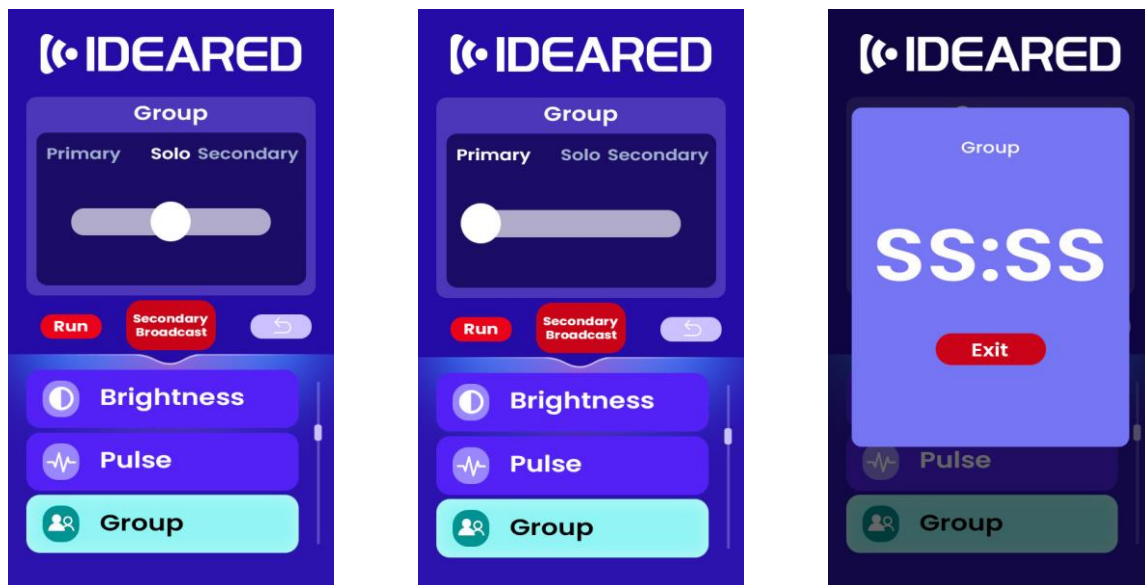 IDEARED
Group
Primary Solo Secondary
Run
Secondary
Broadcast
Brightness
Pulse
Group
IDEARED
Group
Primary Solo Secondary
Run
Secondary
Broadcast
Brightness
Pulse
Group
IDEARED
Group
SS:SS
Exit
Pulse
Group